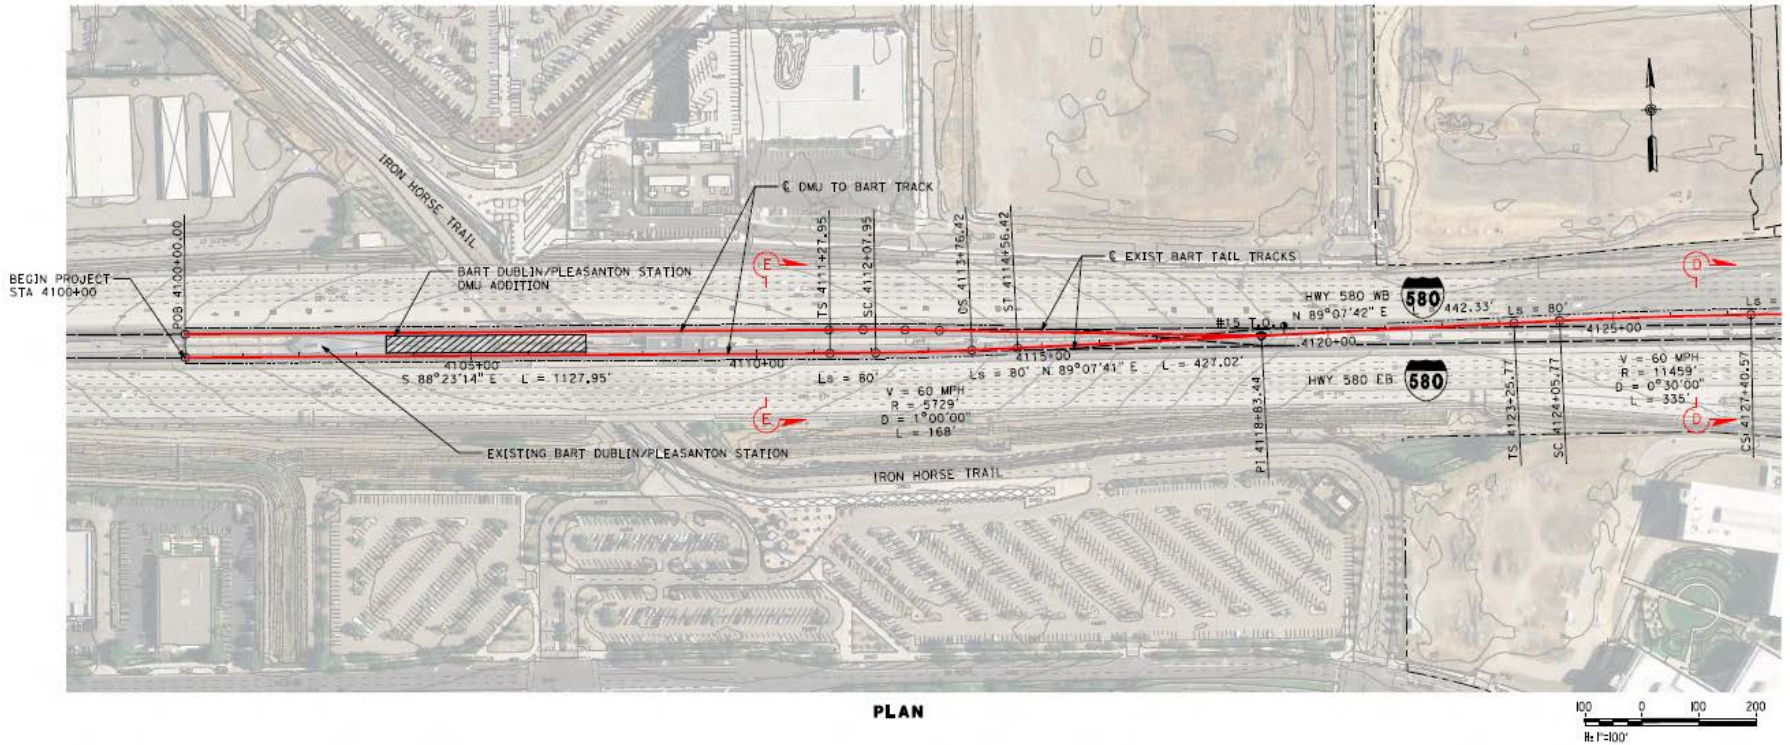 IRON HORSE TRAIL
℄ DMU TO BART TRACK
BEGIN PROJECT
STA 4100+00
POB 4100+00.00
BART DUBLIN/PLEASANTON STATION
DMU ADDITION
E
TS 4111+27.95
SC 4112+07.95
CS 4113+76.42
ST 4114+56.42
℄ EXIST BART TAIL TRACKS
HWY 580 WB
580
N 89°07'42" E
442.33'
Ls = 80'
D
Ls =
#15 T.O.
4105+00
4110+00
4115+00
4120+00
4125+00
S 88°23'14" E
L = 1127.95'
Ls = 80'
Ls = 80'
N 89°07'41" E
L = 427.02'
V = 60 MPH
R = 5729'
D = 1°00'00"
L = 168'
E
HWY 580 EB
580
V = 60 MPH
R = 11459'
D = 0°30'00"
L = 335'
D
PI 4118+83.44
TS 4123+25.77
SC 4124+05.77
CS 4127+40.57
EXISTING BART DUBLIN/PLEASANTON STATION
IRON HORSE TRAIL
PLAN
100 0 100 200
H: 1"=100'